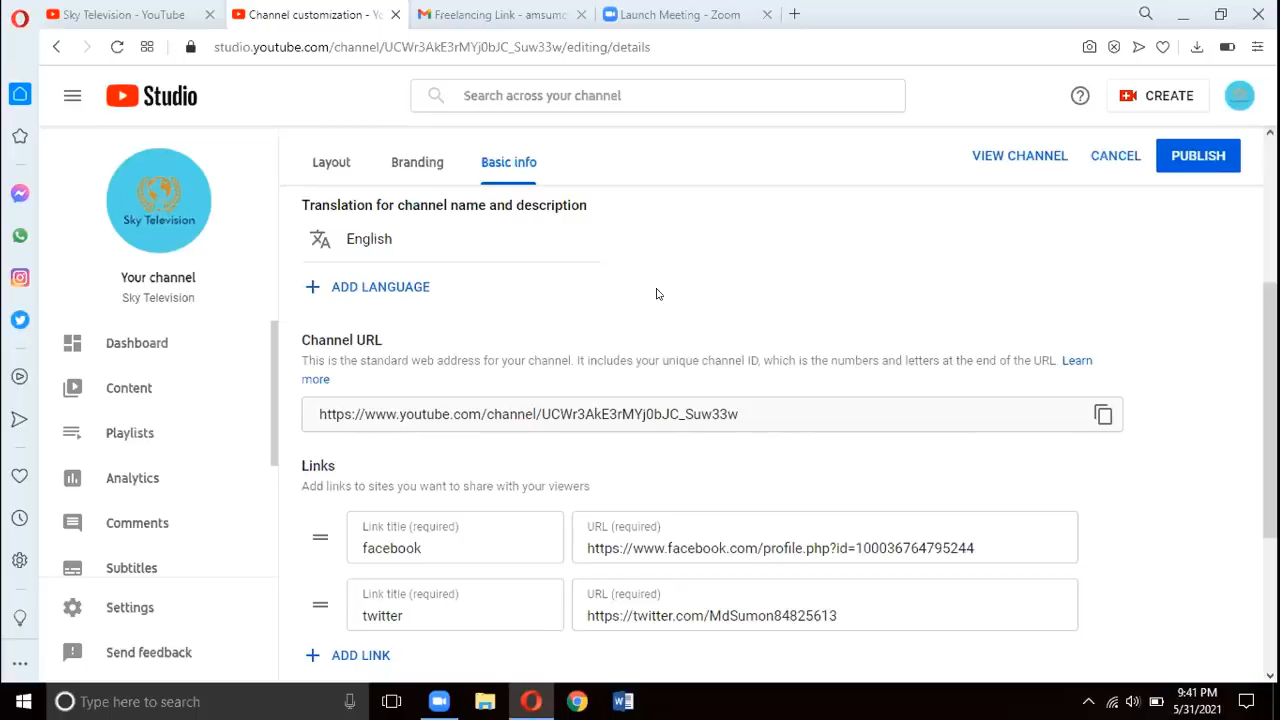 Sky Television - YouTube
Channel customization - Yo
Freelancing Link - amsumo
Launch Meeting - Zoom
studio.youtube.com/channel/UCWr3AkE3rMYj0bJC_Suw33w/editing/details
Studio
Search across your channel
CREATE
Layout
Branding
Basic info
VIEW CHANNEL
CANCEL
PUBLISH
Sky Television
Your channel
Sky Television
Dashboard
Content
Playlists
Analytics
Comments
Subtitles
Settings
Send feedback
Translation for channel name and description
English
ADD LANGUAGE
Channel URL
This is the standard web address for your channel. It includes your unique channel ID, which is the numbers and letters at the end of the URL. Learn
more
https://www.youtube.com/channel/UCWr3AkE3rMYj0bJC_Suw33w
Links
Add links to sites you want to share with your viewers
Link title (required)
facebook
URL (required)
https://www.facebook.com/profile.php?id=100036764795244
Link title (required)
twitter
URL (required)
https://twitter.com/MdSumon84825613
ADD LINK
Type here to search
9:41 PM
5/31/2021